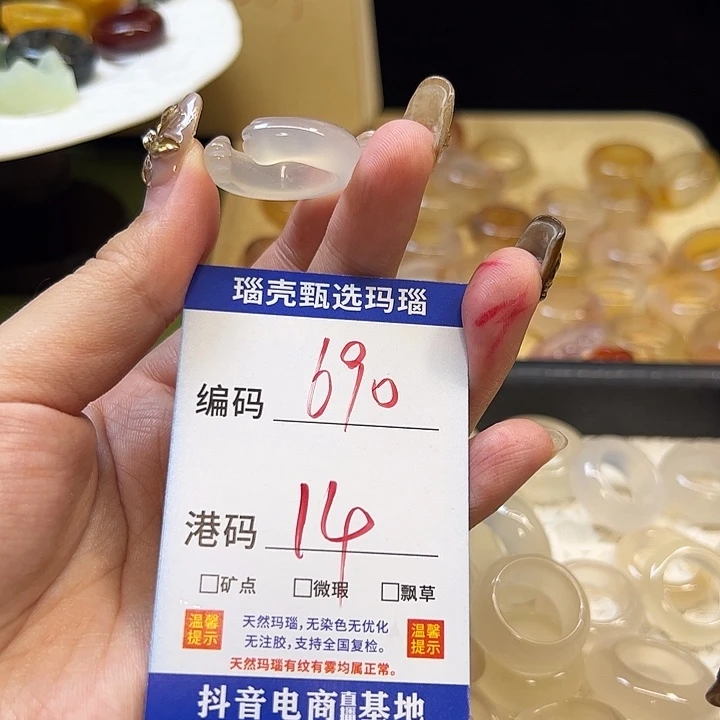 瑙壳甄选玛瑙
编码 690
港码 14
□矿点 □微瑕 □飘草
温馨提示 天然玛瑙，无染色无优化 温馨提示
无注胶，支持全国复检。
天然玛瑙有纹有雾均属正常。
抖音电商直播基地